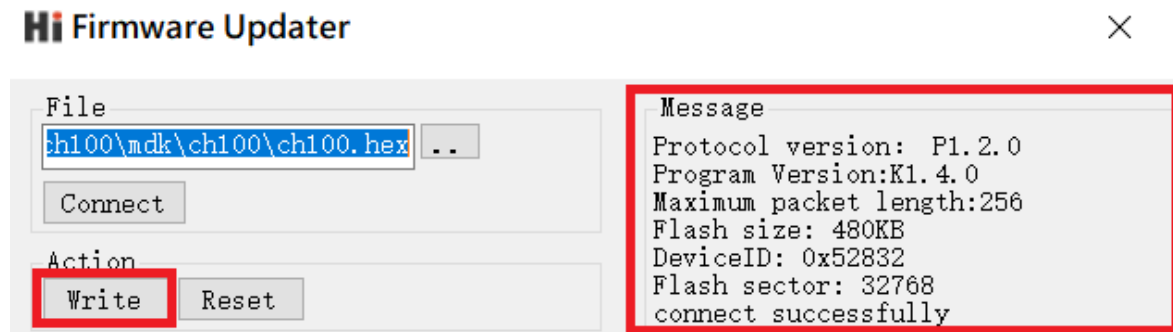 Hi Firmware Updater
File
ch100\mdk\ch100\ch100.hex
..
Connect
Action
Write
Reset
Message
Protocol version: P1.2.0
Program Version:K1.4.0
Maximum packet length:256
Flash size: 480KB
DeviceID: 0x52832
Flash sector: 32768
connect successfully